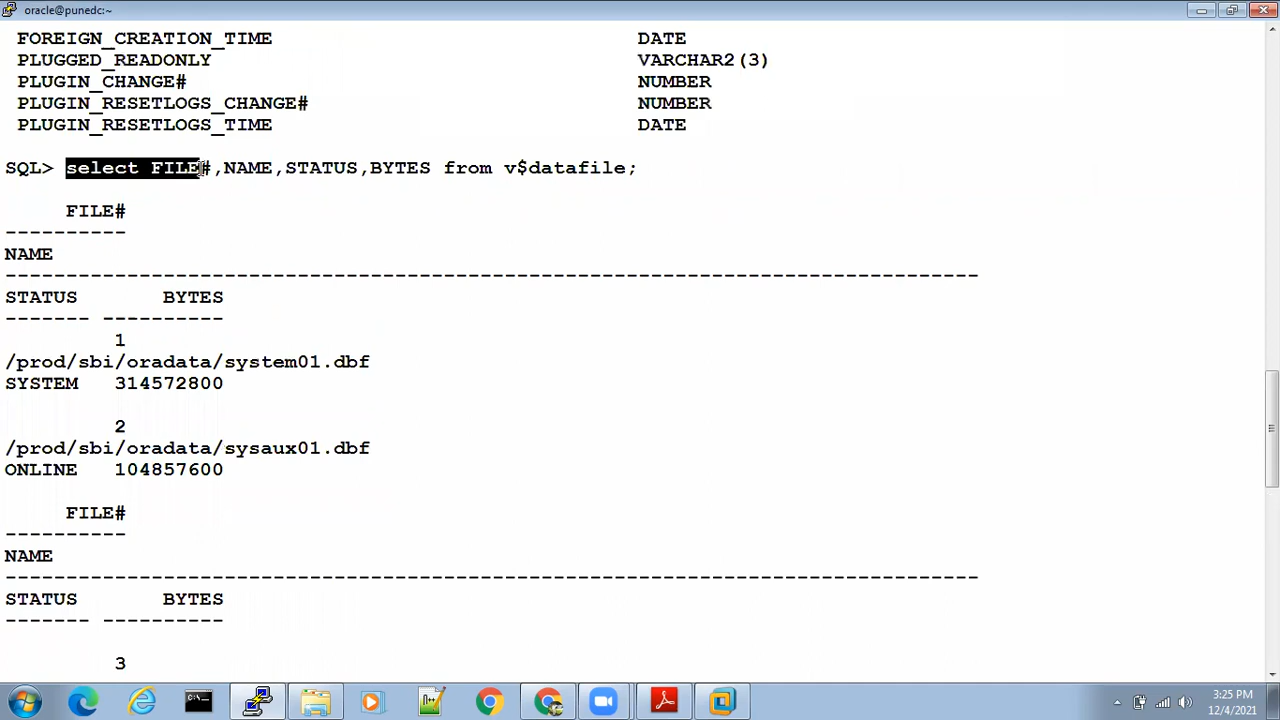 oracle@punedc:~
FOREIGN_CREATION_TIME DATE
PLUGGED_READONLY VARCHAR2(3)
PLUGIN_CHANGE# NUMBER
PLUGIN_RESETLOGS_CHANGE# NUMBER
PLUGIN_RESETLOGS_TIME DATE
SQL> select FILE#,NAME,STATUS,BYTES from v$datafile;
FILE#
----------
NAME
--------------------------------------------------------------------------------
STATUS BYTES
------- ----------
1
/prod/sbi/oradata/system01.dbf
SYSTEM 314572800
2
/prod/sbi/oradata/sysaux01.dbf
ONLINE 104857600
FILE#
----------
NAME
--------------------------------------------------------------------------------
STATUS BYTES
------- ----------
3
3:25 PM
12/4/2021